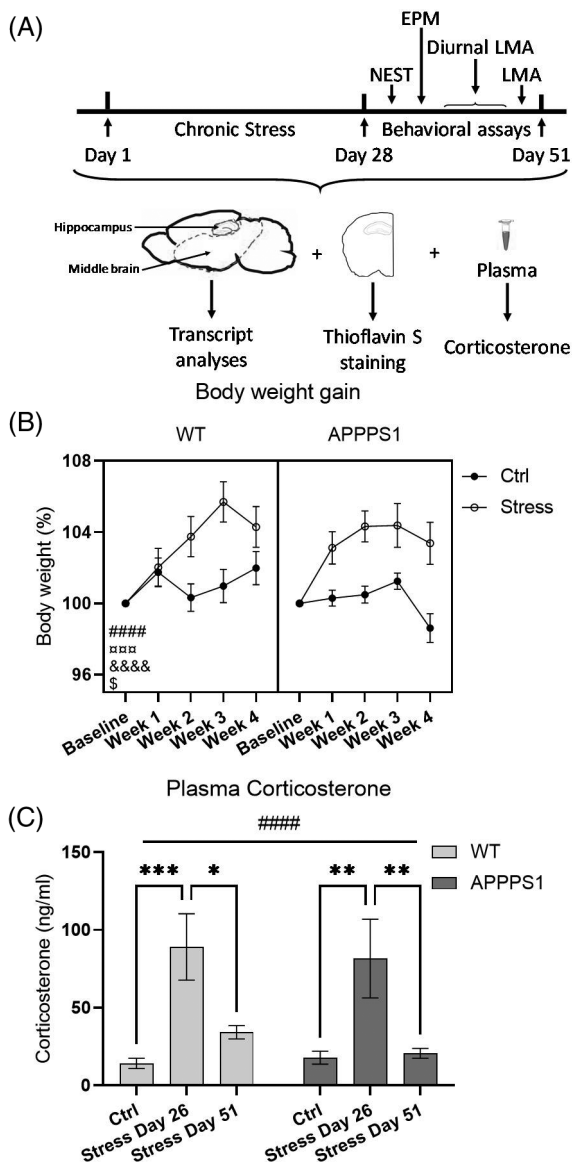 (A)
EPM
Diurnal LMA
NEST
LMA
Chronic Stress
Behavioral assays
Day 1
Day 28
Day 51
Hippocampus
Middle brain
+
+
Plasma
Transcript
analyses
Thioflavin S
staining
Corticosterone
Body weight gain
(B)
WT
APPPS1
108
104
100
96
Body weight (%)
Ctrl
Stress
####
¤¤¤
&&&&
$
Baseline
Week 1
Week 2
Week 3
Week 4
Baseline
Week 1
Week 2
Week 3
Week 4
Plasma Corticosterone
(C)
####
WT
APPPS1
150
100
50
0
Corticosterone (ng/ml)
***
*
**
**
Ctrl
Stress Day 26
Stress Day 51
Ctrl
Stress Day 26
Stress Day 51